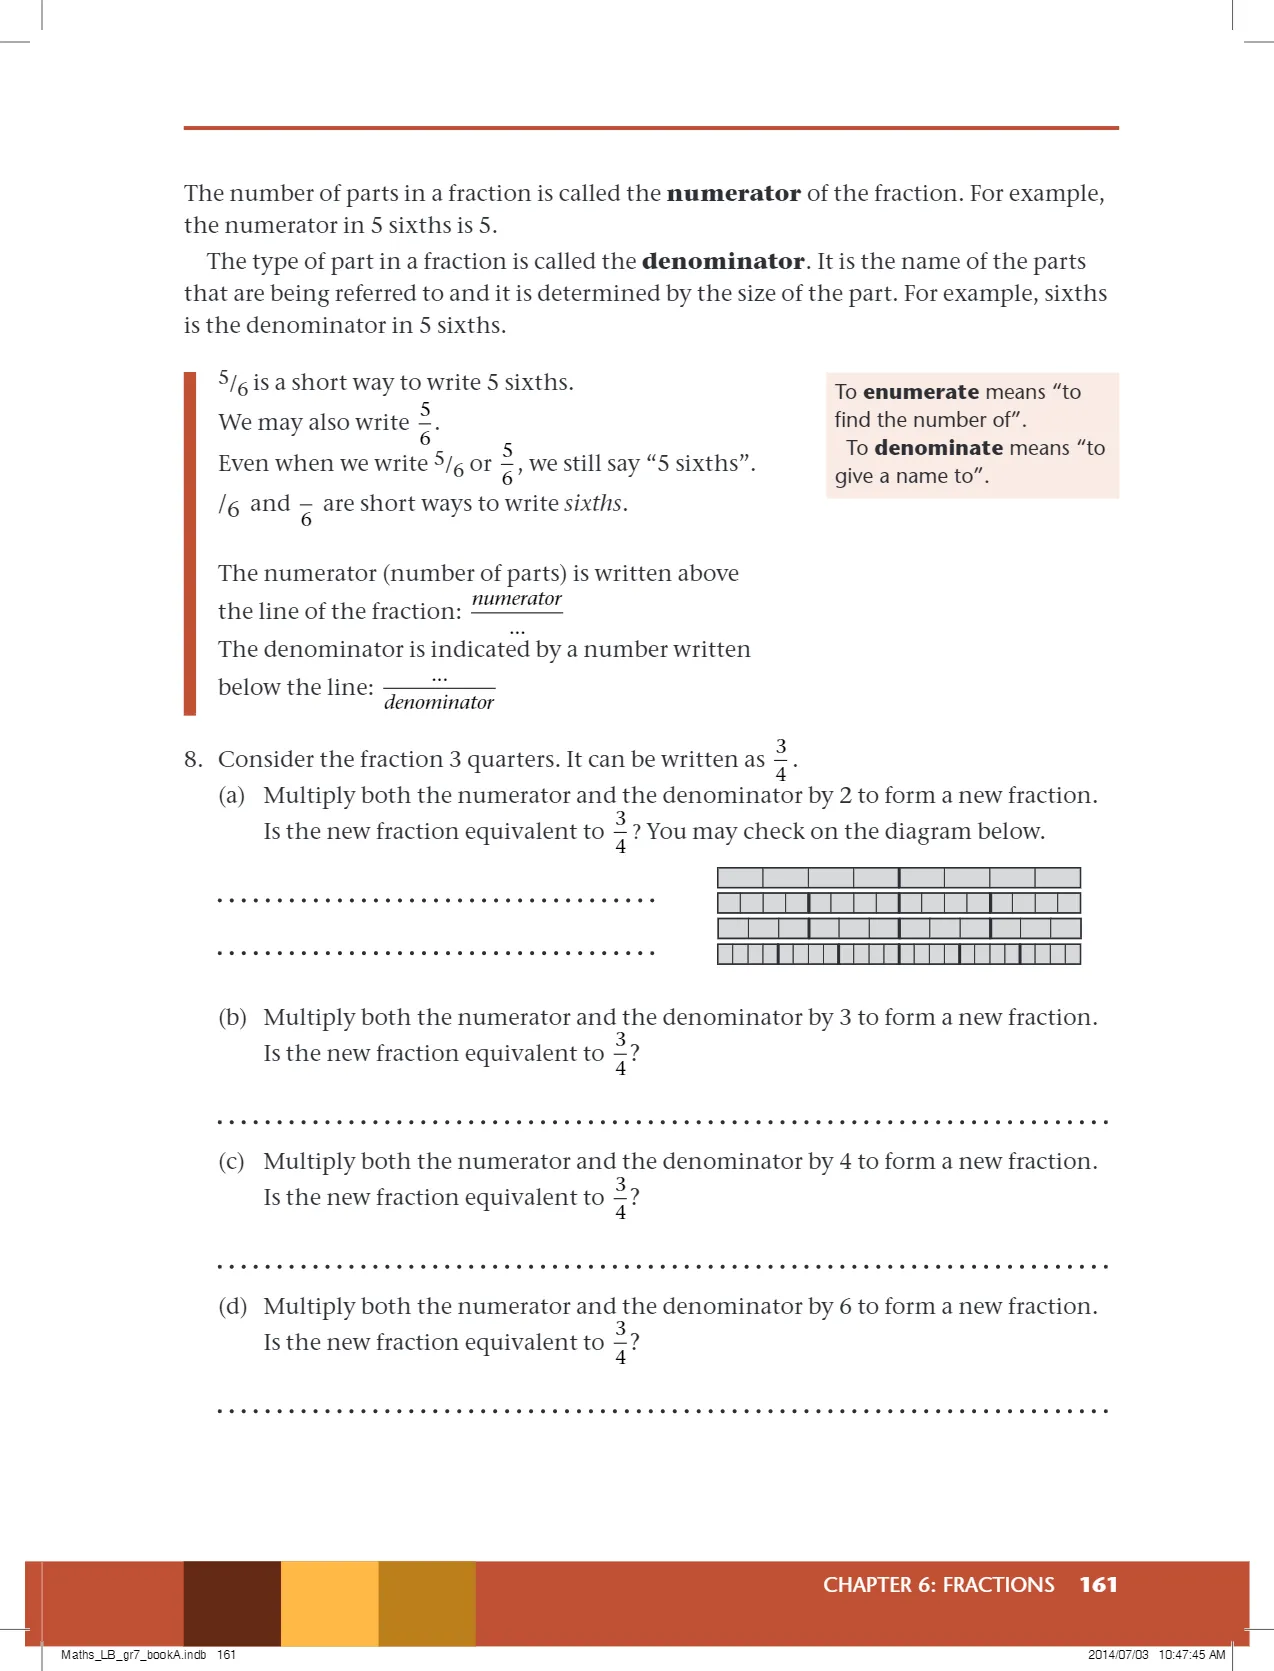 The number of parts in a fraction is called the numerator of the fraction. For example,
the numerator in 5 sixths is 5.
The type of part in a fraction is called the denominator. It is the name of the parts
that are being referred to and it is determined by the size of the part. For example, sixths
is the denominator in 5 sixths.
5/6 is a short way to write 5 sixths.
We may also write 5/6.
Even when we write 5/6 or 5/6, we still say “5 sixths”.
/6 and –/6 are short ways to write sixths.
The numerator (number of parts) is written above
the line of the fraction: numerator/...
The denominator is indicated by a number written
below the line: .../denominator
To enumerate means “to
find the number of”.
To denominate means “to
give a name to”.
8. Consider the fraction 3 quarters. It can be written as 3/4.
(a) Multiply both the numerator and the denominator by 2 to form a new fraction.
Is the new fraction equivalent to 3/4? You may check on the diagram below.
(b) Multiply both the numerator and the denominator by 3 to form a new fraction.
Is the new fraction equivalent to 3/4?
(c) Multiply both the numerator and the denominator by 4 to form a new fraction.
Is the new fraction equivalent to 3/4?
(d) Multiply both the numerator and the denominator by 6 to form a new fraction.
Is the new fraction equivalent to 3/4?
CHAPTER 6: FRACTIONS 161
Maths_LB_gr7_bookA.indb 161
2014/07/03 10:47:45 AM